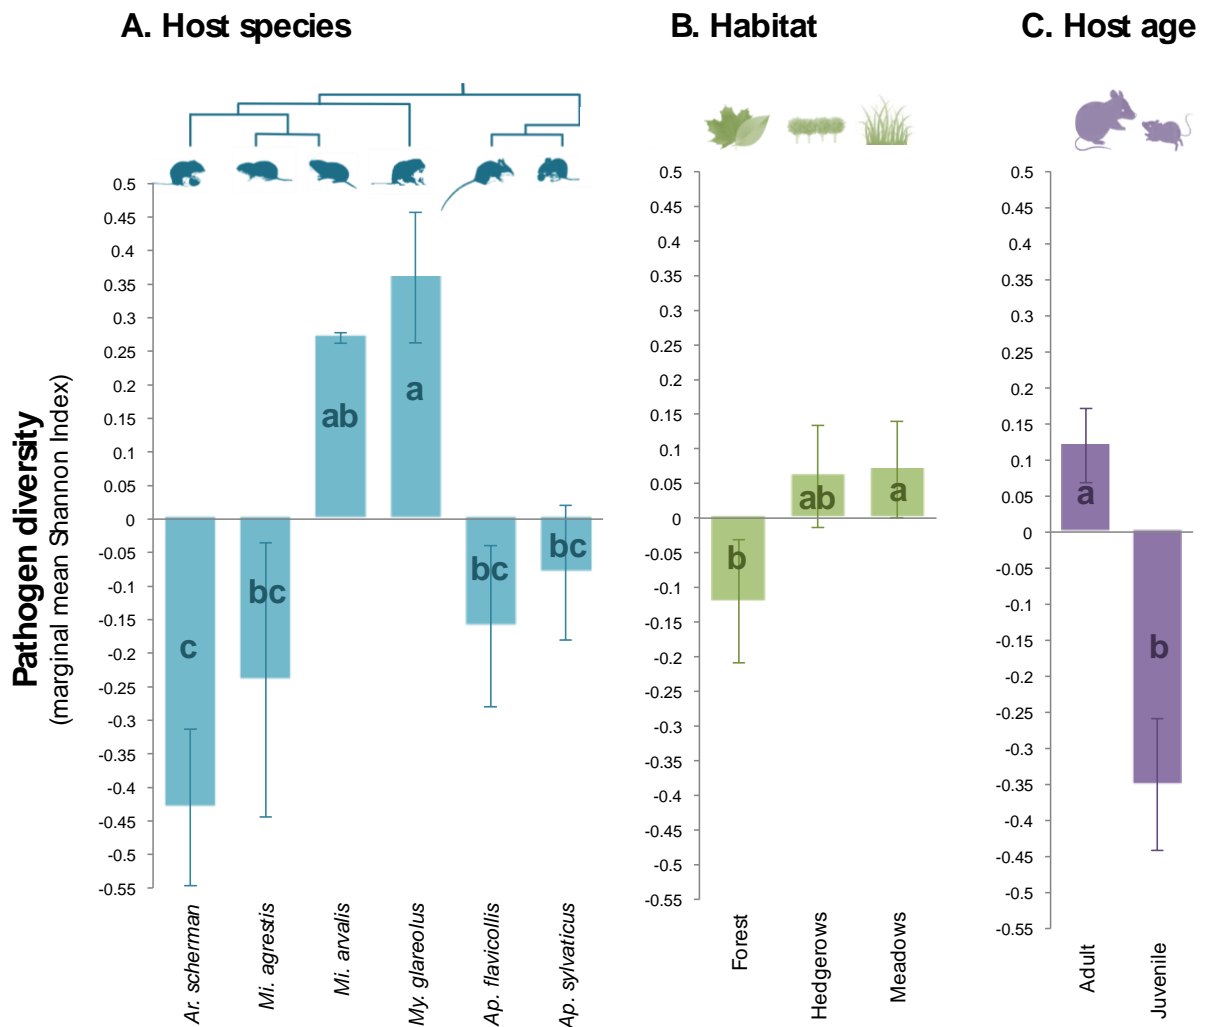 A. Host species
B. Habitat
C. Host age
Pathogen diversity
(marginal mean Shannon Index)
0.5
0.45
0.4
0.35
0.3
0.25
0.2
0.15
0.1
0.05
0
-0.05
-0.1
-0.15
-0.2
-0.25
-0.3
-0.35
-0.4
-0.45
-0.5
-0.55
c
bc
ab
a
bc
bc
Ar. scherman
Mi. agrestis
Mi. arvalis
My. glareolus
Ap. flavicollis
Ap. sylvaticus
0.5
0.45
0.4
0.35
0.3
0.25
0.2
0.15
0.1
0.05
0
-0.05
-0.1
-0.15
-0.2
-0.25
-0.3
-0.35
-0.4
-0.45
-0.5
-0.55
b
ab
a
Forest
Hedgerows
Meadows
0.5
0.45
0.4
0.35
0.3
0.25
0.2
0.15
0.1
0.05
0
-0.05
-0.1
-0.15
-0.2
-0.25
-0.3
-0.35
-0.4
-0.45
-0.5
-0.55
a
b
Adult
Juvenile